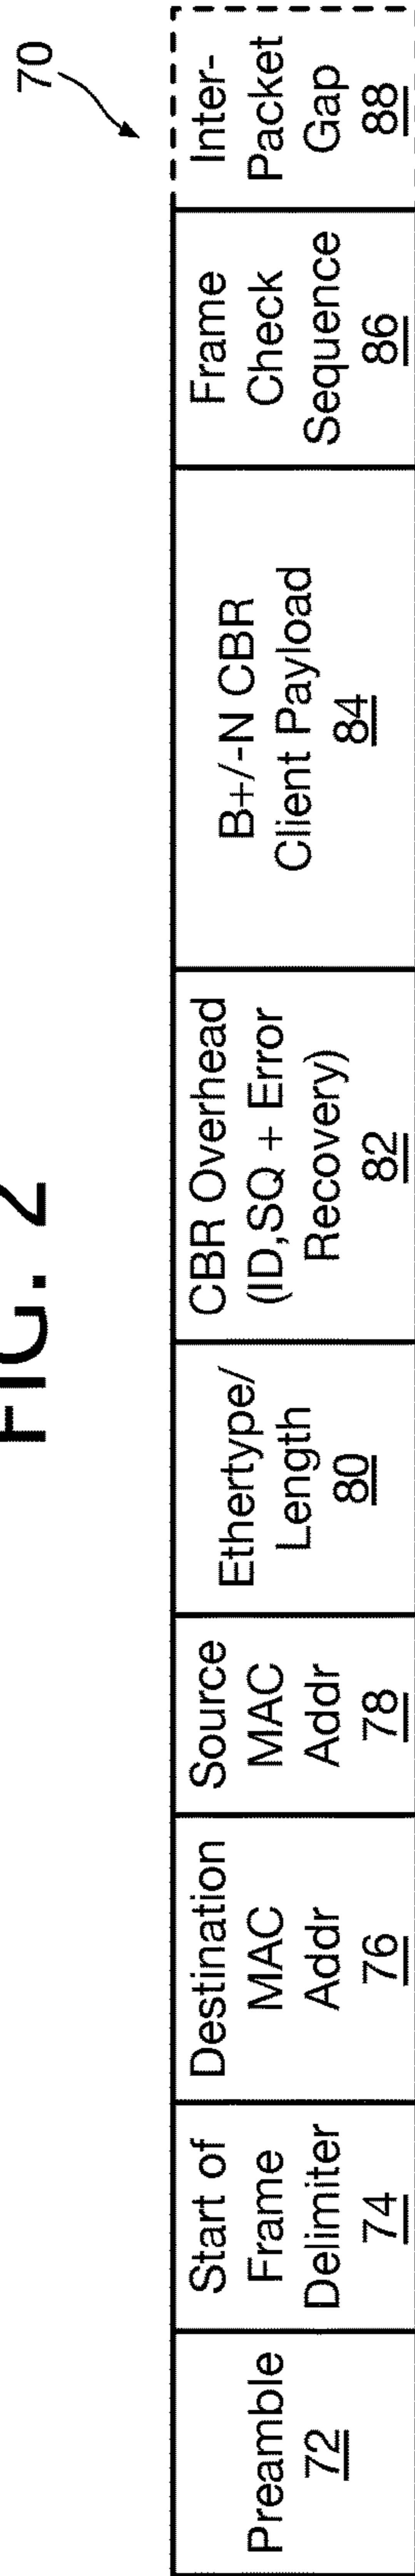 FIG. 2
70
Preamble
72
Start of
Frame
Delimiter
74
Destination
MAC
Addr
76
Source
MAC
Addr
78
Ethertype/
Length
80
CBR Overhead
(ID,SQ + Error
Recovery)
82
B+/-N CBR
Client Payload
84
Frame
Check
Sequence
86
Inter-
Packet
Gap
88